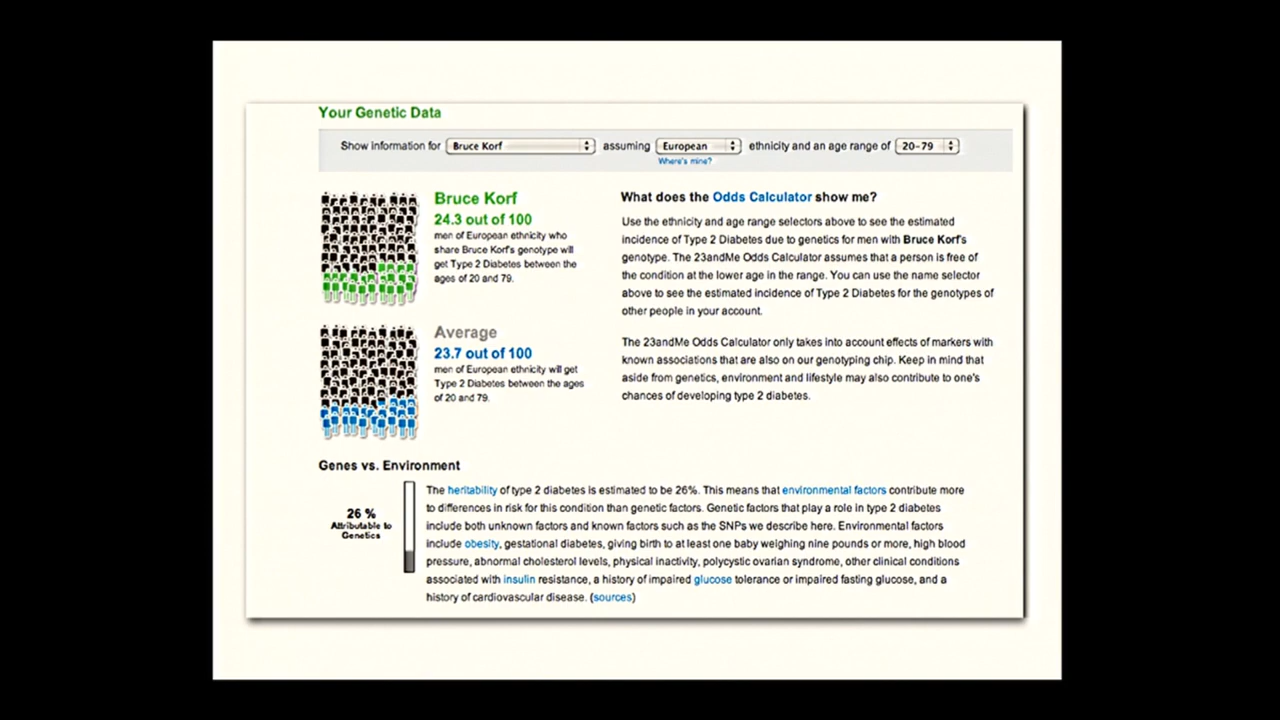 Your Genetic Data
Show information for Bruce Korf assuming European ethnicity and an age range of 20-79
Where's mine?
Bruce Korf
24.3 out of 100
men of European ethnicity who
share Bruce Korf's genotype will
get Type 2 Diabetes between the
ages of 20 and 79.
Average
23.7 out of 100
men of European ethnicity will get
Type 2 Diabetes between the ages
of 20 and 79.
What does the Odds Calculator show me?
Use the ethnicity and age range selectors above to see the estimated
incidence of Type 2 Diabetes due to genetics for men with Bruce Korf's
genotype. The 23andMe Odds Calculator assumes that a person is free of
the condition at the lower age in the range. You can use the name selector
above to see the estimated incidence of Type 2 Diabetes for the genotypes of
other people in your account.
The 23andMe Odds Calculator only takes into account effects of markers with
known associations that are also on our genotyping chip. Keep in mind that
aside from genetics, environment and lifestyle may also contribute to one's
chances of developing type 2 diabetes.
Genes vs. Environment
26 %
Attributable to
Genetics
The heritability of type 2 diabetes is estimated to be 26%. This means that environmental factors contribute more
to differences in risk for this condition than genetic factors. Genetic factors that play a role in type 2 diabetes
include both unknown factors and known factors such as the SNPs we describe here. Environmental factors
include obesity, gestational diabetes, giving birth to at least one baby weighing nine pounds or more, high blood
pressure, abnormal cholesterol levels, physical inactivity, polycystic ovarian syndrome, other clinical conditions
associated with insulin resistance, a history of impaired glucose tolerance or impaired fasting glucose, and a
history of cardiovascular disease. (sources)